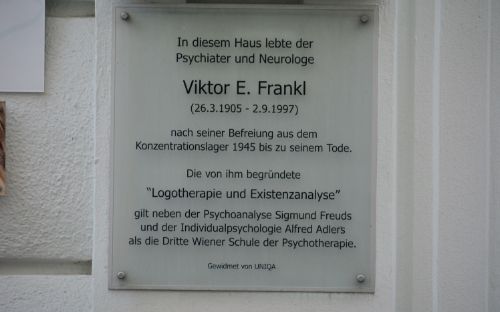 In diesem Haus lebte der
Psychiater und Neurologe
Viktor E. Frankl
(26.3.1905 - 2.9.1997)
nach seiner Befreiung aus dem
Konzentrationslager 1945 bis zu seinem Tode.
Die von ihm begründete
"Logotherapie und Existenzanalyse"
gilt neben der Psychoanalyse Sigmund Freuds
und der Individualpsychologie Alfred Adlers
als die Dritte Wiener Schule der Psychotherapie.
Gewidmet von UNIQA